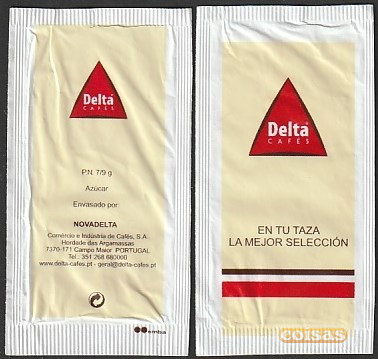 Delta
CAFÉS
P.N. 7/9 g
Azúcar
Envasado por:
NOVADELTA
Comércio e Indústria de Cafés, S.A.
Herdade das Argamassas
7370-171 Campo Maior PORTUGAL
Tel.: 351 268 680000
www.delta-cafes.pt - geral@delta-cafes.pt
emba
Delta
CAFÉS
EN TU TAZA
LA MEJOR SELECCIÓN
coisas